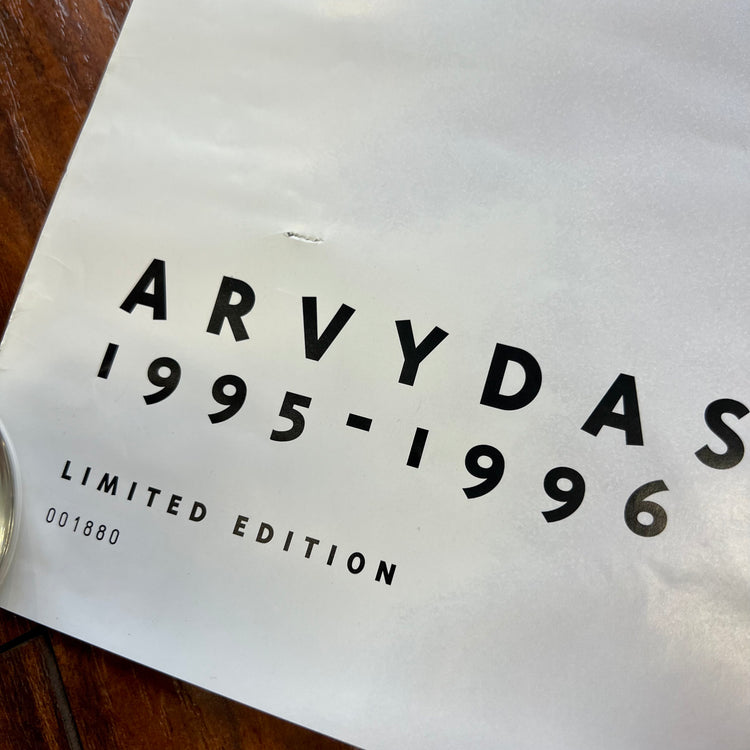 ARVYDAS
1995-1996
LIMITED EDITION
001880